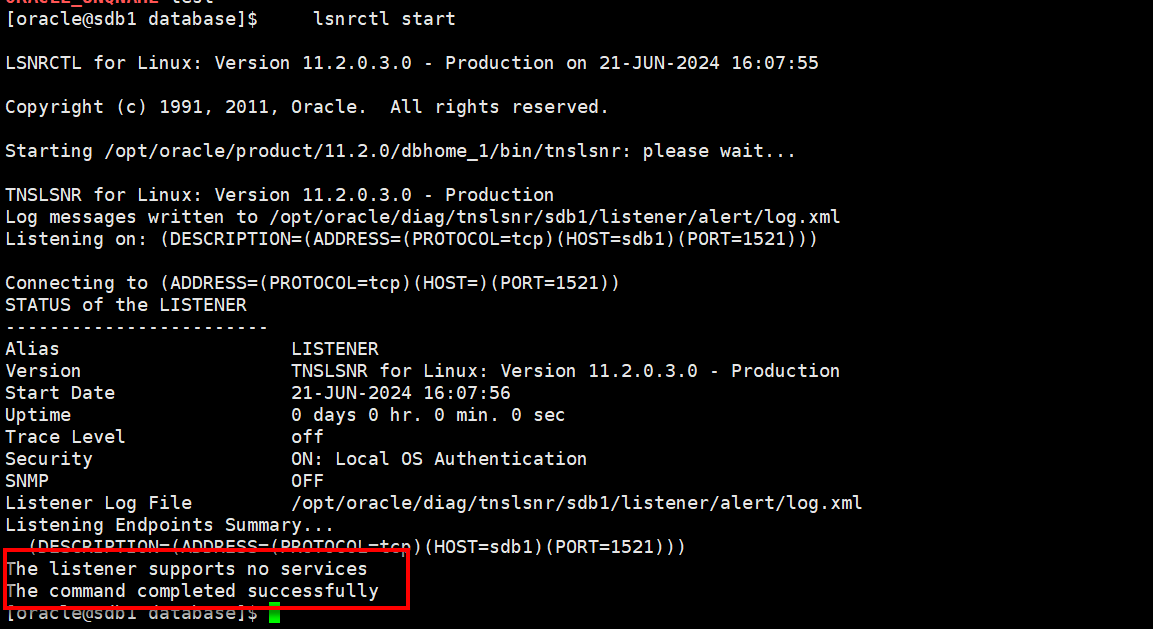 ORACLE_UNQNAME test
[oracle@sdb1 database]$     lsnrctl start
LSNRCTL for Linux: Version 11.2.0.3.0 - Production on 21-JUN-2024 16:07:55
Copyright (c) 1991, 2011, Oracle.  All rights reserved.
Starting /opt/oracle/product/11.2.0/dbhome_1/bin/tnslsnr: please wait...
TNSLSNR for Linux: Version 11.2.0.3.0 - Production
Log messages written to /opt/oracle/diag/tnslsnr/sdb1/listener/alert/log.xml
Listening on: (DESCRIPTION=(ADDRESS=(PROTOCOL=tcp)(HOST=sdb1)(PORT=1521)))
Connecting to (ADDRESS=(PROTOCOL=tcp)(HOST=)(PORT=1521))
STATUS of the LISTENER
------------------------
Alias                     LISTENER
Version                   TNSLSNR for Linux: Version 11.2.0.3.0 - Production
Start Date                21-JUN-2024 16:07:56
Uptime                    0 days 0 hr. 0 min. 0 sec
Trace Level               off
Security                  ON: Local OS Authentication
SNMP                      OFF
Listener Log File         /opt/oracle/diag/tnslsnr/sdb1/listener/alert/log.xml
Listening Endpoints Summary...
  (DESCRIPTION=(ADDRESS=(PROTOCOL=tcp)(HOST=sdb1)(PORT=1521)))
The listener supports no services
The command completed successfully
[oracle@sdb1 database]$